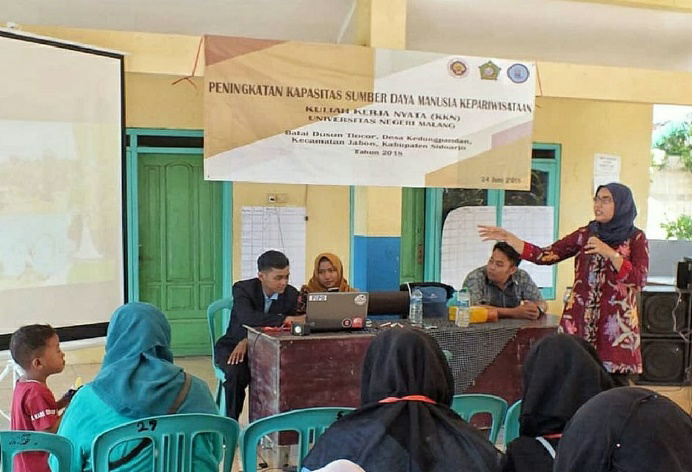 PENINGKATAN KAPASITAS SUMBER DAYA MANUSIA KEPARIWISATAAN
KULIAH KERJA NYATA (KKN)
UNIVERSITAS NEGERI MALANG
Balai Dusun Tlocor, Desa Kedungpandan,
Kecamatan Jabon, Kabupaten Sidoarjo
Tahun 2018
24 Juni 2018
29